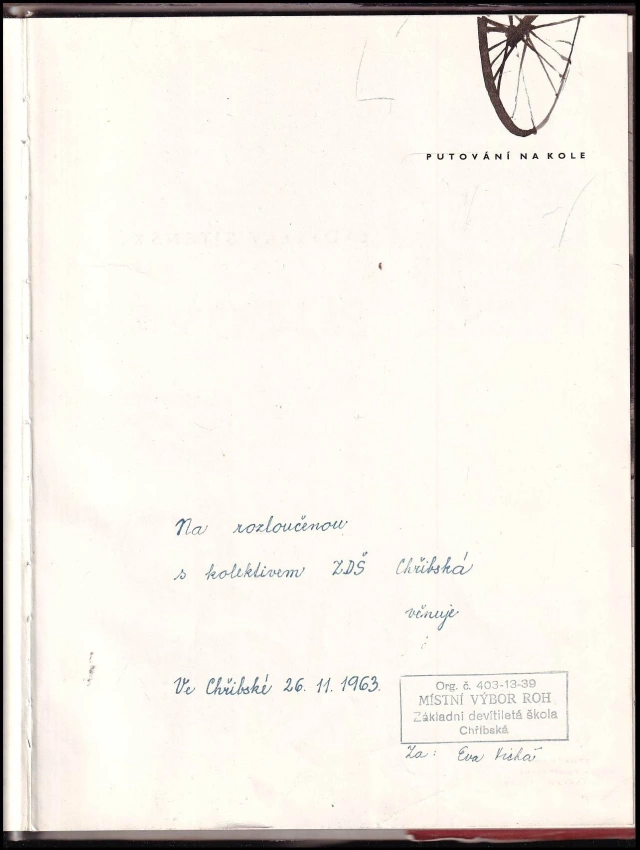 PUTOVÁNÍ NA KOLE
Na rozloučenou
s kolektivem ZDŠ Chřibská
věnuje
Ve Chřibské 26. 11. 1963.
Org. č. 403-13-39
MÍSTNÍ VÝBOR ROH
Základní devítiletá škola
Chřibská
Za: Eva